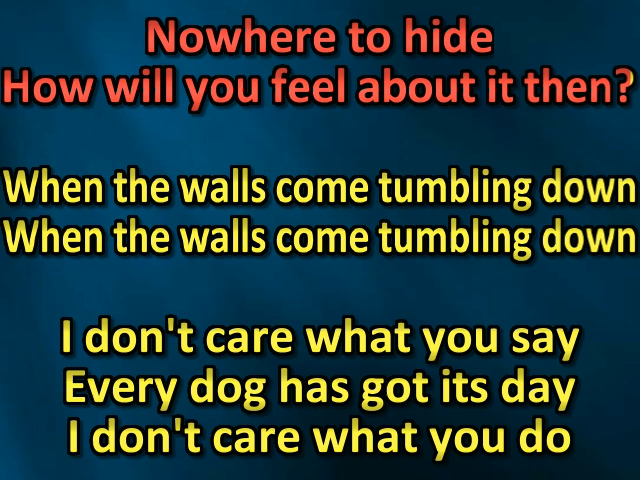 Nowhere to hide
How will you feel about it then?
When the walls come tumbling down
When the walls come tumbling down
I don't care what you say
Every dog has got its day
I don't care what you do